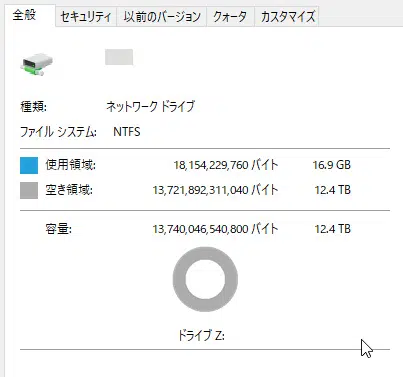 全般 セキュリティ 以前のバージョン クォータ カスタマイズ
種類: ネットワーク ドライブ
ファイル システム: NTFS
使用領域: 18,154,229,760 バイト 16.9 GB
空き領域: 13,721,892,311,040 バイト 12.4 TB
容量: 13,740,046,540,800 バイト 12.4 TB
ドライブ Z: